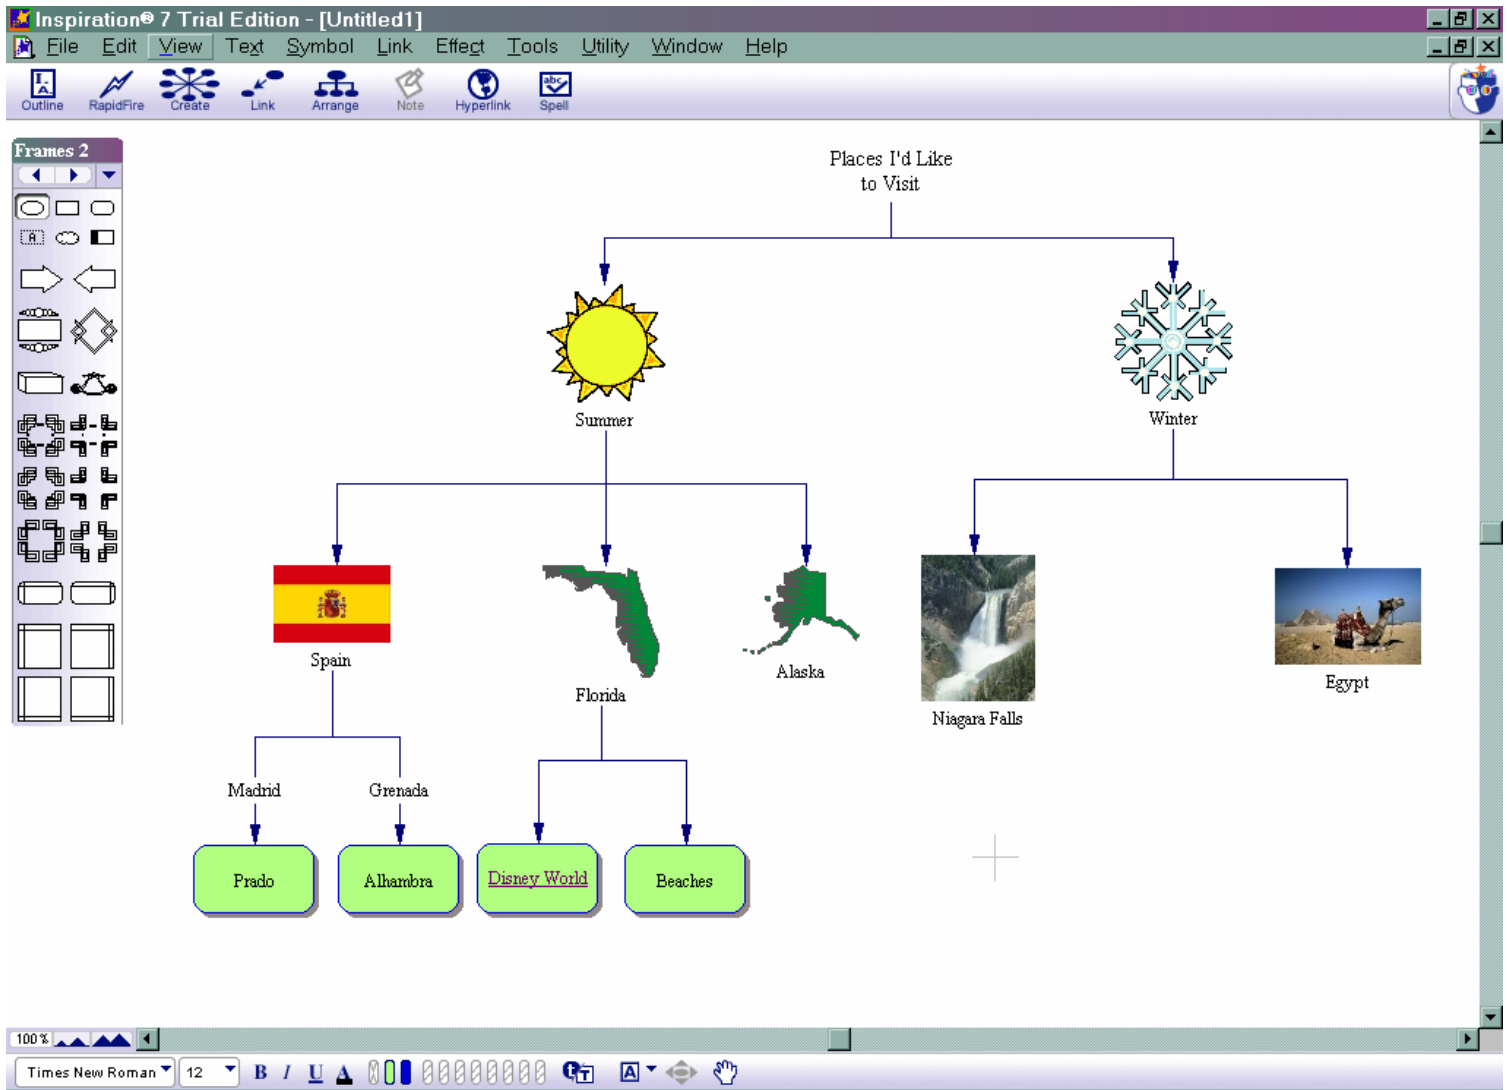 Inspiration® 7 Trial Edition - [Untitled1]
File Edit View Text Symbol Link Effect Tools Utility Window Help
Outline RapidFire Create Link Arrange Note Hyperlink Spell
Frames 2
A
Places I'd Like
to Visit
Summer
Winter
Spain
Florida
Alaska
Niagara Falls
Egypt
Madrid
Grenada
Prado
Alhambra
Disney World
Beaches
100%
Times New Roman 12 B I U A A